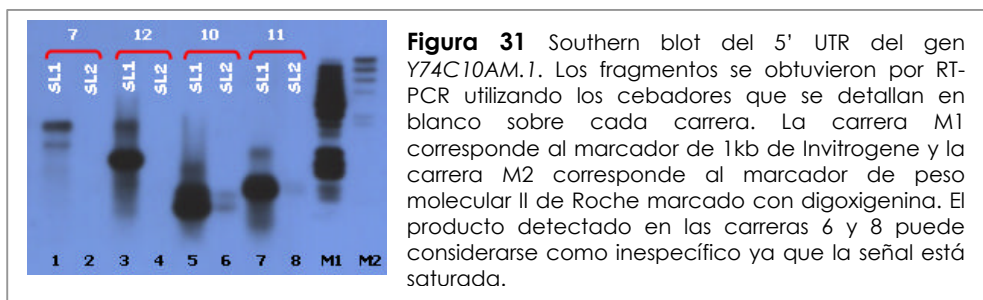 7 12 10 11
SL1 SL2 SL1 SL2 SL1 SL2 SL1 SL2
1 2 3 4 5 6 7 8 M1 M2
Figura 31 Southern blot del 5' UTR del gen
Y74C10AM.1. Los fragmentos se obtuvieron por RT-
PCR utilizando los cebadores que se detallan en
blanco sobre cada carrera. La carrera M1
corresponde al marcador de 1kb de Invitrogene y la
carrera M2 corresponde al marcador de peso
molecular II de Roche marcado con digoxigenina. El
producto detectado en las carreras 6 y 8 puede
considerarse como inespecífico ya que la señal está
saturada.